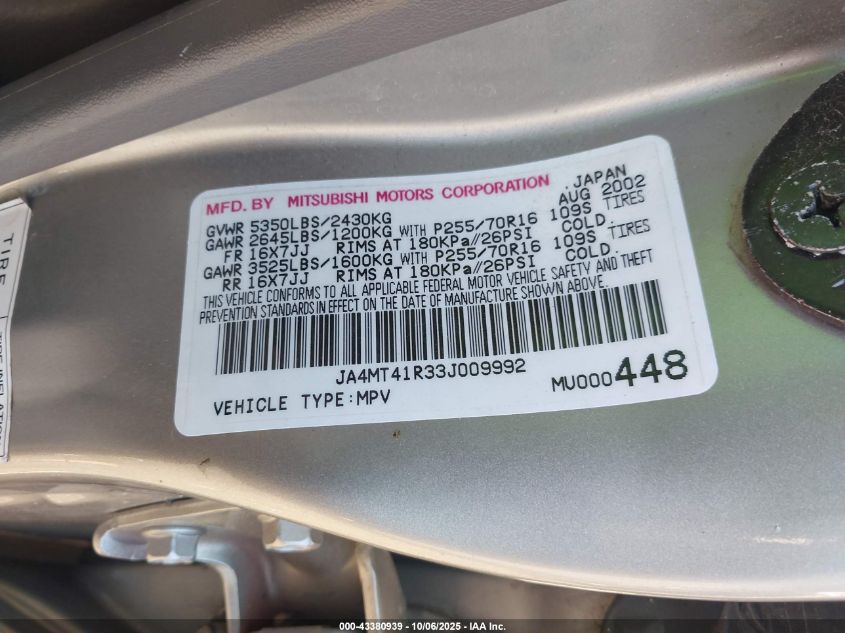 MFD. BY MITSUBISHI MOTORS CORPORATION , JAPAN
GVWR 5350LBS/2430KG AUG 2002
GAWR 2645LBS/1200KG WITH P255/70R16 109S TIRES
FR 16X7JJ RIMS AT 180KPa//26PSI COLD.
GAWR 3525LBS/1600KG WITH P255/70R16 109S TIRES
RR 16X7JJ RIMS AT 180KPa//26PSI COLD.
THIS VEHICLE CONFORMS TO ALL APPLICABLE FEDERAL MOTOR VEHICLE SAFETY AND THEFT
PREVENTION STANDARDS IN EFFECT ON THE DATE OF MANUFACTURE SHOWN ABOVE.
JA4MT41R33J009992
VEHICLE TYPE:MPV MU000448
TIRE
000-43380939 - 10/06/2025 - IAA Inc.